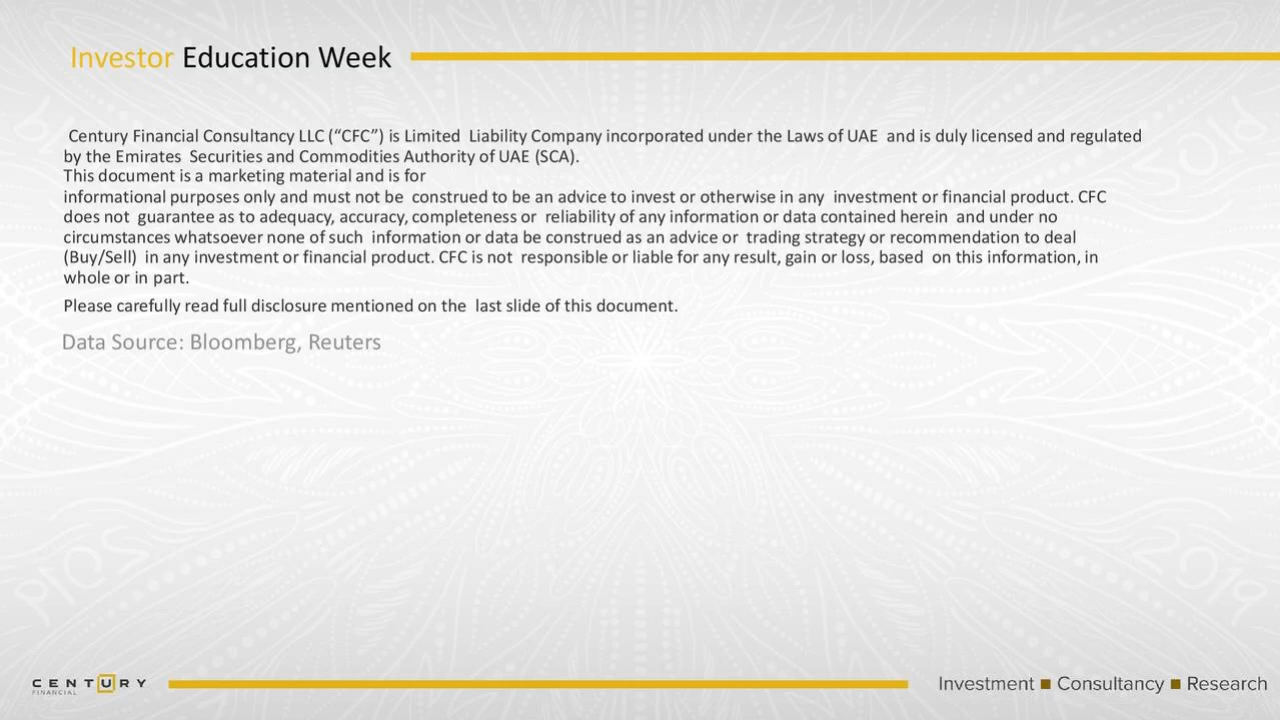 Investor Education Week
Century Financial Consultancy LLC (“CFC”) is Limited Liability Company incorporated under the Laws of UAE and is duly licensed and regulated
by the Emirates Securities and Commodities Authority of UAE (SCA).
This document is a marketing material and is for
informational purposes only and must not be construed to be an advice to invest or otherwise in any investment or financial product. CFC
does not guarantee as to adequacy, accuracy, completeness or reliability of any information or data contained herein and under no
circumstances whatsoever none of such information or data be construed as an advice or trading strategy or recommendation to deal
(Buy/Sell) in any investment or financial product. CFC is not responsible or liable for any result, gain or loss, based on this information, in
whole or in part.
Please carefully read full disclosure mentioned on the last slide of this document.
Data Source: Bloomberg, Reuters
2019
CENTURY
FINANCIAL
Investment ■ Consultancy ■ Research